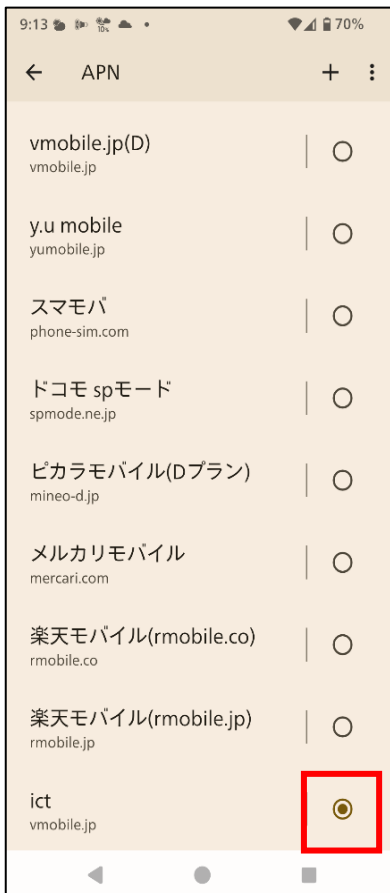 9:13 70%
APN
vmobile.jp(D)
vmobile.jp
y.u mobile
yumobile.jp
スマモバ
phone-sim.com
ドコモ spモード
spmode.ne.jp
ピカラモバイル(Dプラン)
mineo-d.jp
メルカリモバイル
mercari.com
楽天モバイル(rmobile.co)
rmobile.co
楽天モバイル(rmobile.jp)
rmobile.jp
ict
vmobile.jp